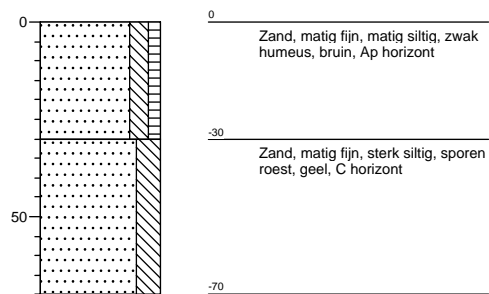 0
0
Zand, matig fijn, matig siltig, zwak
humeus, bruin, Ap horizont
-30
Zand, matig fijn, sterk siltig, sporen
roest, geel, C horizont
50
-70